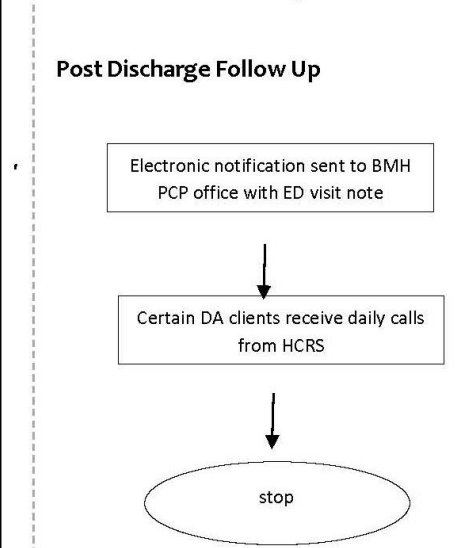 Post Discharge Follow Up
Electronic notification sent to BMH
PCP office with ED visit note
Certain DA clients receive daily calls
from HCRS
stop